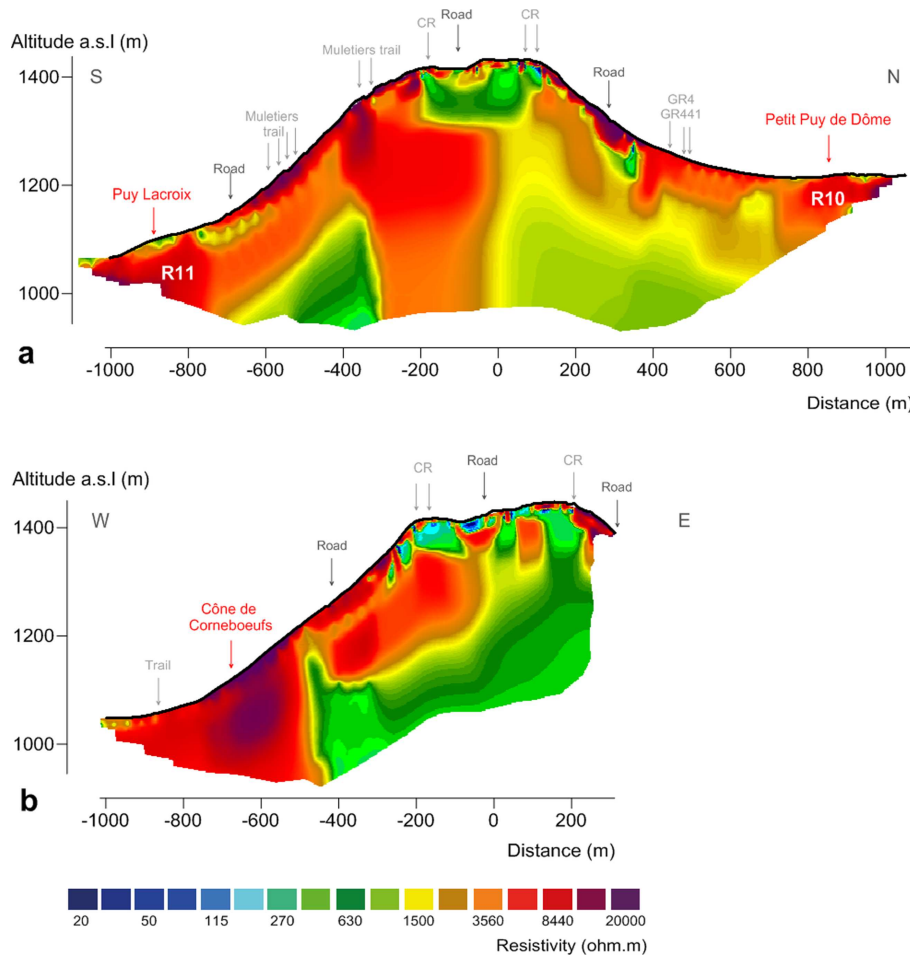 Altitude a.s.l (m)
S
N
CR
Road
CR
Muletiers trail
Road
Muletiers
trail
GR4
GR441
Road
Petit Puy de Dôme
Puy Lacroix
R10
R11
1400
1200
1000
a
-1000 -800 -600 -400 -200 0 200 400 600 800 1000
Distance (m)
Altitude a.s.l (m)
W
E
CR
Road
CR
Road
Road
Cône de
Corneboeufs
Trail
1400
1200
1000
b
-1000 -800 -600 -400 -200 0 200
Distance (m)
20 50 115 270 630 1500 3560 8440 20000
Resistivity (ohm.m)